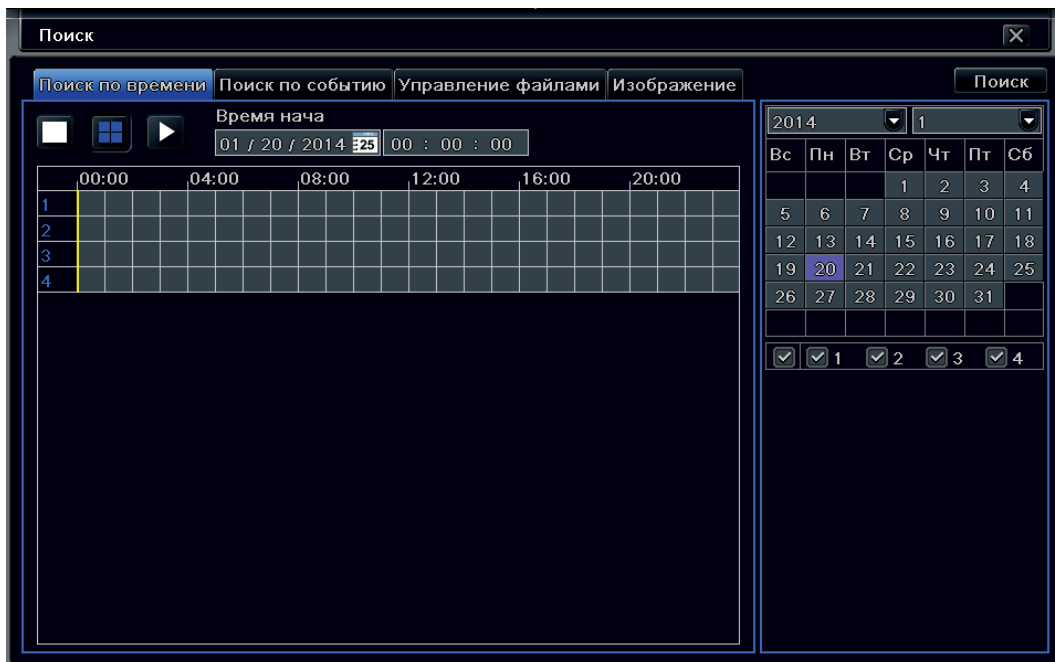 Поиск
Поиск по времени Поиск по событию Управление файлами Изображение Поиск
Время нача
01 / 20 / 2014 25 00 : 00 : 00
2014 1
Вс Пн Вт Ср Чт Пт Сб
00:00 04:00 08:00 12:00 16:00 20:00
1
2
3
4
1 2 3 4
5 6 7 8 9 10 11
12 13 14 15 16 17 18
19 20 21 22 23 24 25
26 27 28 29 30 31
1 2 3 4